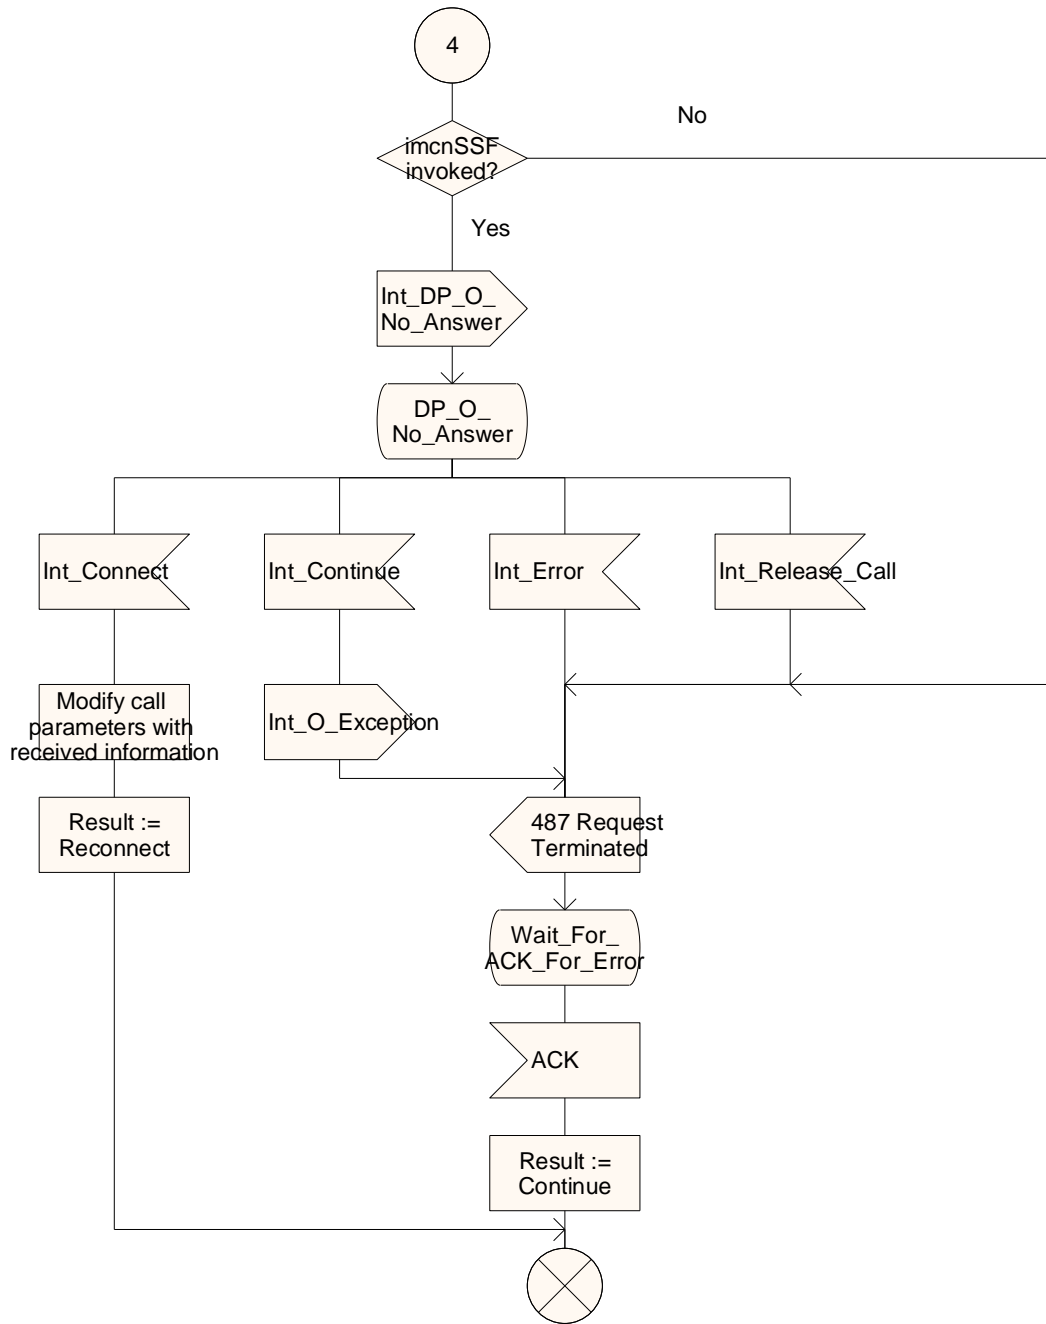 4
No
imcnSSF
invoked?
Yes
Int_DP_O_
No_Answer
DP_O_
No_Answer
Int_Connect
Int_Continue
Int_Error
Int_Release_Call
Modify call
parameters with
received information
Int_O_Exception
Result :=
Reconnect
487 Request
Terminated
Wait_For_
ACK_For_Error
ACK
Result :=
Continue